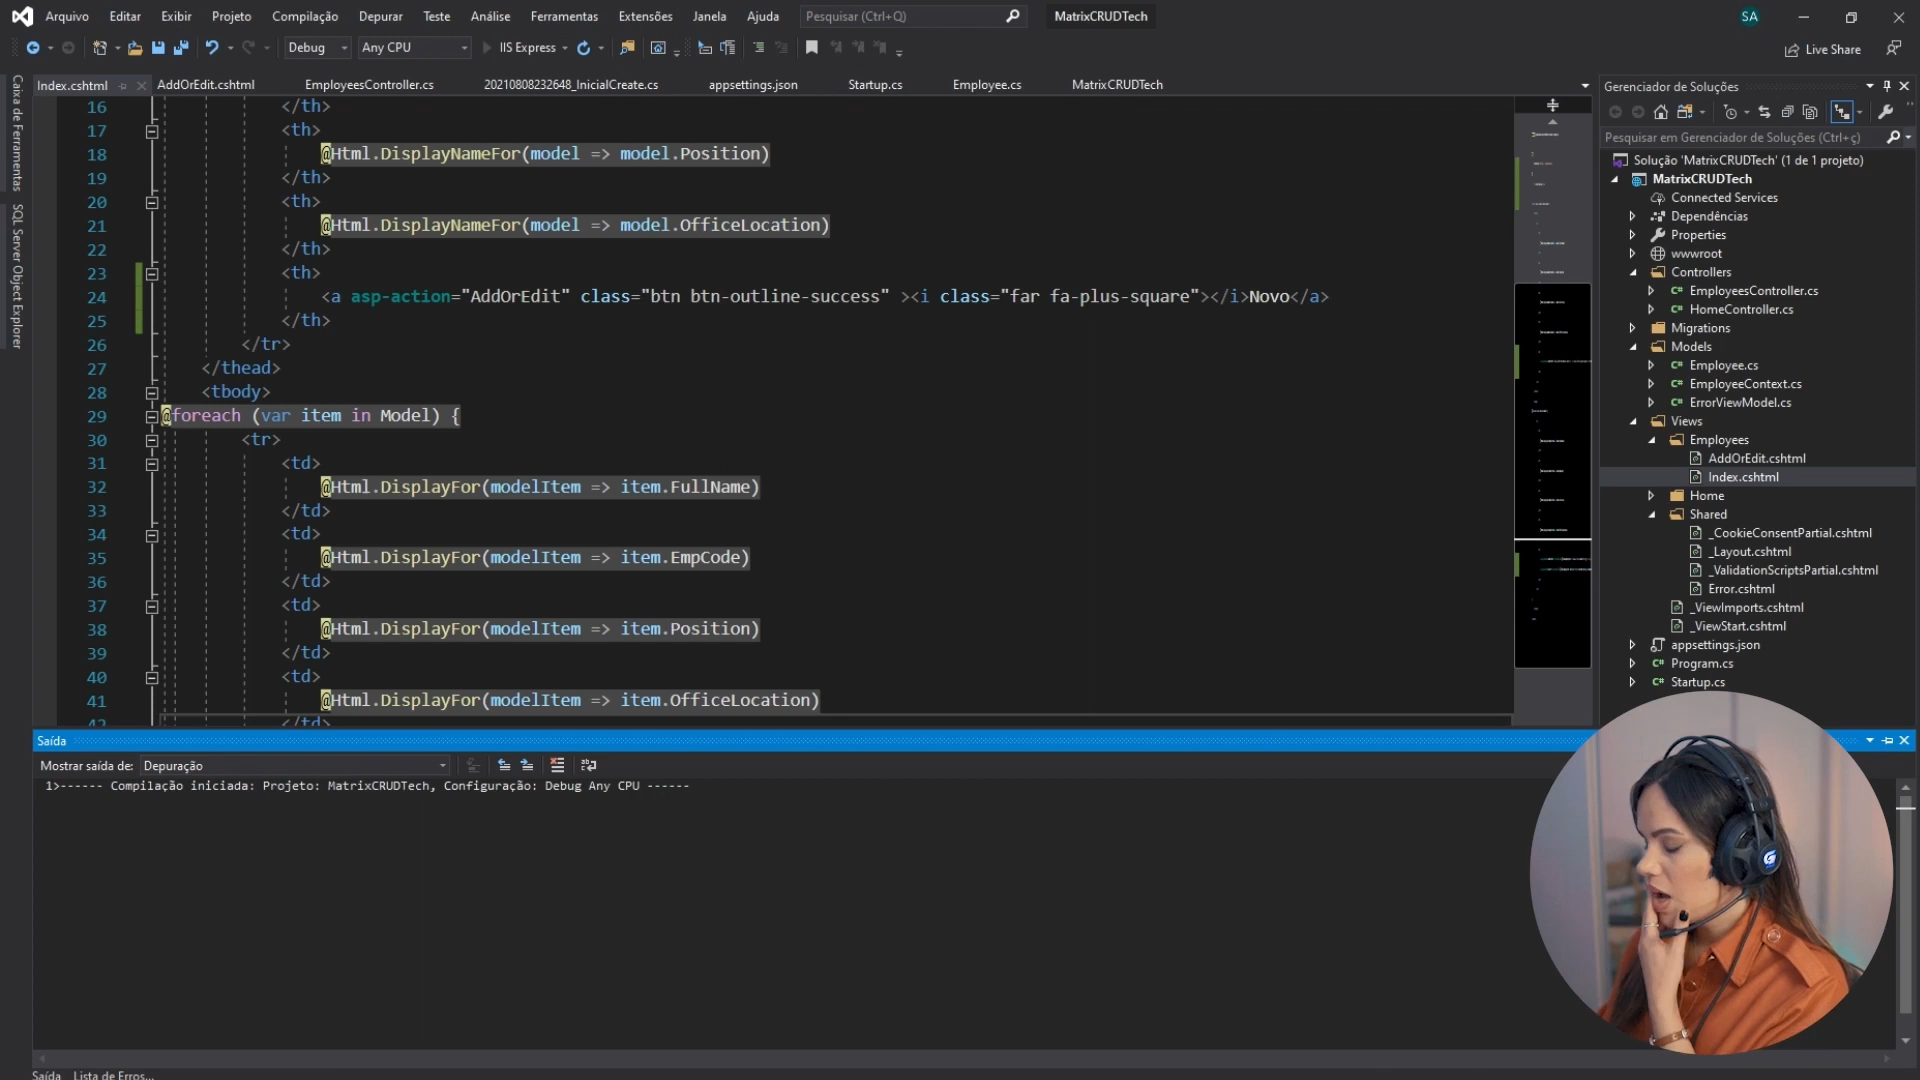 Arquivo Editar Exibir Projeto Compilação Depurar Teste Análise Ferramentas Extensões Janela Ajuda Pesquisar (Ctrl+Q) MatrixCRUDTech SA
Debug Any CPU IIS Express Live Share
Index.cshtml AddOrEdit.cshtml EmployeesController.cs 20210808232648_InicialCreate.cs appsettings.json Startup.cs Employee.cs MatrixCRUDTech
Caixa de Ferramentas
SQL Server Object Explorer
16 </th>
17 <th>
18 @Html.DisplayNameFor(model => model.Position)
19 </th>
20 <th>
21 @Html.DisplayNameFor(model => model.OfficeLocation)
22 </th>
23 <th>
24 <a asp-action="AddOrEdit" class="btn btn-outline-success" ><i class="far fa-plus-square"></i>Novo</a>
25 </th>
26 </tr>
27 </thead>
28 <tbody>
29 @foreach (var item in Model) {
30 <tr>
31 <td>
32 @Html.DisplayFor(modelItem => item.FullName)
33 </td>
34 <td>
35 @Html.DisplayFor(modelItem => item.EmpCode)
36 </td>
37 <td>
38 @Html.DisplayFor(modelItem => item.Position)
39 </td>
40 <td>
41 @Html.DisplayFor(modelItem => item.OfficeLocation)
42 </td>
Gerenciador de Soluções
Pesquisar em Gerenciador de Soluções (Ctrl+ç)
Solução 'MatrixCRUDTech' (1 de 1 projeto)
MatrixCRUDTech
Connected Services
Dependências
Properties
wwwroot
Controllers
C# EmployeesController.cs
C# HomeController.cs
Migrations
Models
C# Employee.cs
C# EmployeeContext.cs
C# ErrorViewModel.cs
Views
Employees
AddOrEdit.cshtml
Index.cshtml
Home
Shared
_CookieConsentPartial.cshtml
_Layout.cshtml
_ValidationScriptsPartial.cshtml
Error.cshtml
_ViewImports.cshtml
_ViewStart.cshtml
appsettings.json
C# Program.cs
C# Startup.cs
Saída
Mostrar saída de: Depuração
1>------ Compilação iniciada: Projeto: MatrixCRUDTech, Configuração: Debug Any CPU ------
Saída Lista de Erros...